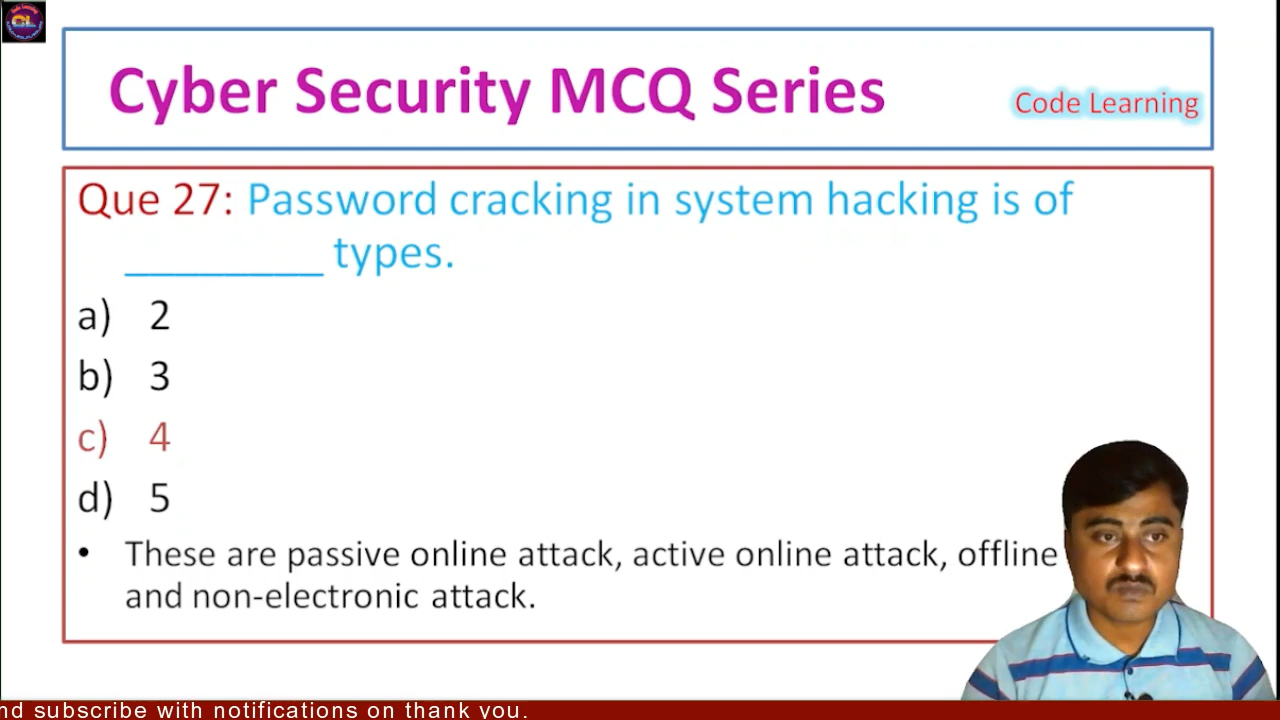 Cyber Security MCQ Series
Code Learning
Que 27: Password cracking in system hacking is of
________ types.
a) 2
b) 3
c) 4
d) 5
• These are passive online attack, active online attack, offline
and non-electronic attack.
subscribe with notifications on thank you.